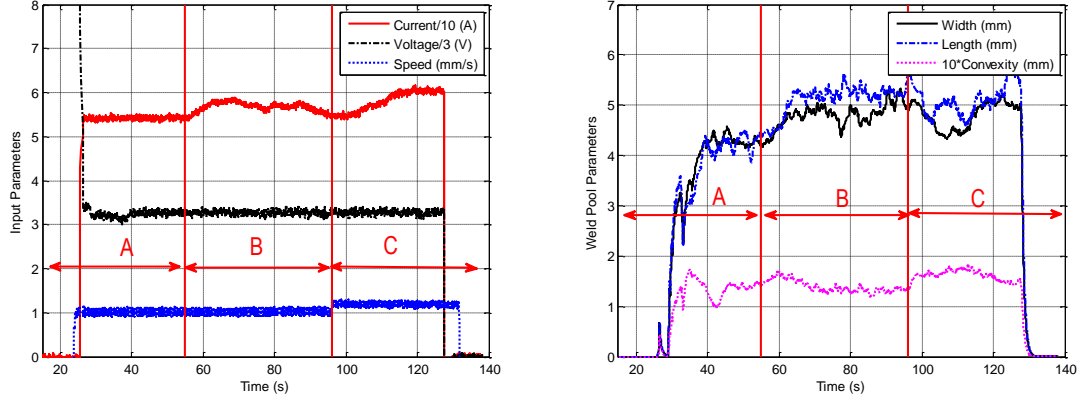 8
7
6
5
4
3
2
1
0
Input Parameters
Current/10 (A)
Voltage/3 (V)
Speed (mm/s)
A
B
C
20 40 60 80 100 120 140
Time (s)
7
6
5
4
3
2
1
0
Weld Pool Parameters
Width (mm)
Length (mm)
10*Convexity (mm)
A
B
C
20 40 60 80 100 120 140
Time (s)